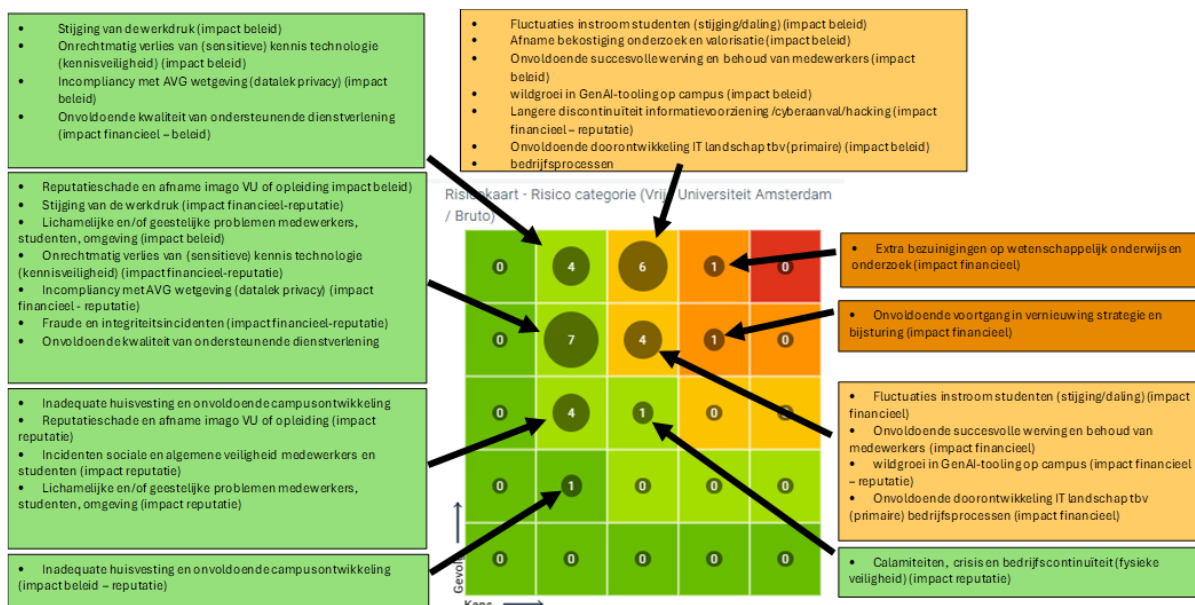 • Stijging van de werkdruk (impact beleid)
• Onrechtmatig verlies van (sensitieve) kennis technologie
(kennisveiligheid) (impact beleid)
• Incompliancy met AVG wetgeving (datalek privacy) (impact
beleid)
• Onvoldoende kwaliteit van ondersteunende dienstverlening
(impact financieel – beleid)
• Fluctuaties instroom studenten (stijging/daling) (impact beleid)
• Afname bekostiging onderzoek en valorisatie (impact beleid)
• Onvoldoende succesvolle werving en behoud van medewerkers (impact
beleid)
• wildgroei in GenAI-tooling op campus (impact beleid)
• Langere discontinuïteit informatievoorziening /cyberaanval/hacking (impact
financieel – reputatie)
• Onvoldoende doorontwikkeling IT landschap tbv (primaire) (impact beleid)
• bedrijfsprocessen
• Reputatieschade en afname imago VU of opleiding impact beleid)
• Stijging van de werkdruk (impact financieel-reputatie)
• Lichamelijke en/of geestelijke problemen medewerkers,
studenten, omgeving (impact beleid)
• Onrechtmatig verlies van (sensitieve) kennis technologie
(kennisveiligheid) (impact financieel-reputatie)
• Incompliancy met AVG wetgeving (datalek privacy) (impact
financieel - reputatie)
• Fraude en integriteitsincidenten (impact financieel-reputatie)
• Onvoldoende kwaliteit van ondersteunende dienstverlening
• Inadequate huisvesting en onvoldoende campusontwikkeling
• Reputatieschade en afname imago VU of opleiding (impact
reputatie)
• Incidenten sociale en algemene veiligheid medewerkers en
studenten (impact reputatie)
• Lichamelijke en/of geestelijke problemen medewerkers,
studenten, omgeving (impact reputatie)
• Inadequate huisvesting en onvoldoende campusontwikkeling
(impact beleid – reputatie)
Risicokaart - Risico categorie (Vrije Universiteit Amsterdam
/ Bruto)
0 4 6 1 0
0 7 4 1 0
0 4 1 0 0
0 1 0 0 0
0 0 0 0 0
Gevolg
Kans
• Extra bezuinigingen op wetenschappelijk onderwijs en
onderzoek (impact financieel)
• Onvoldoende voortgang in vernieuwing strategie en
bijsturing (impact financieel)
• Fluctuaties instroom studenten (stijging/daling) (impact
financieel)
• Onvoldoende succesvolle werving en behoud van
medewerkers (impact financieel)
• wildgroei in GenAI-tooling op campus (impact financieel
– reputatie)
• Onvoldoende doorontwikkeling IT landschap tbv
(primaire) bedrijfsprocessen (impact financieel)
• Calamiteiten, crisis en bedrijfscontinuïteit (fysieke
veiligheid) (impact reputatie)